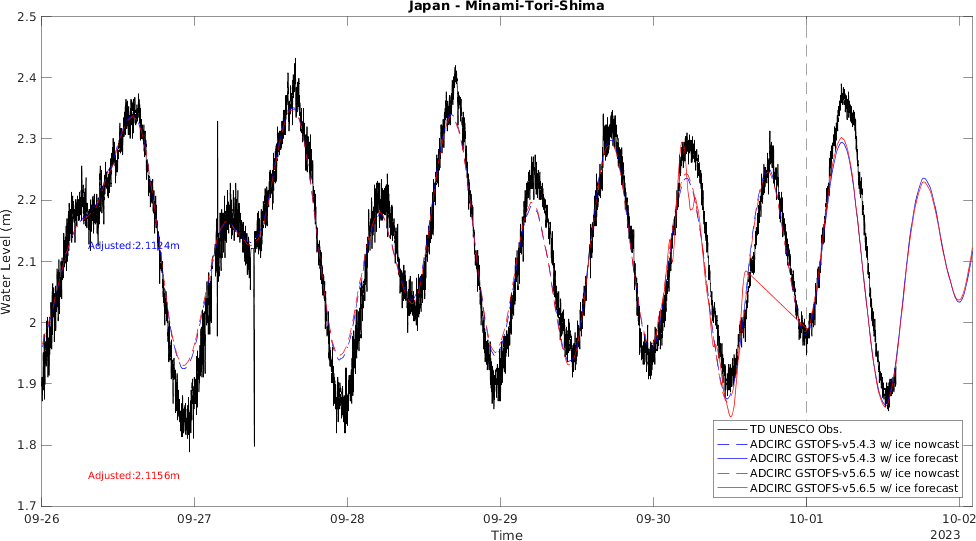 Japan - Minami-Tori-Shima
2.5
2.4
2.3
2.2
2.1
2
1.9
1.8
1.7
Water Level (m)
Adjusted:2.1124m
Adjusted:2.1156m
TD UNESCO Obs.
ADCIRC GSTOFS-v5.4.3 w/ ice nowcast
ADCIRC GSTOFS-v5.4.3 w/ ice forecast
ADCIRC GSTOFS-v5.6.5 w/ ice nowcast
ADCIRC GSTOFS-v5.6.5 w/ ice forecast
09-26 09-27 09-28 09-29 09-30 10-01 10-02
Time
2023